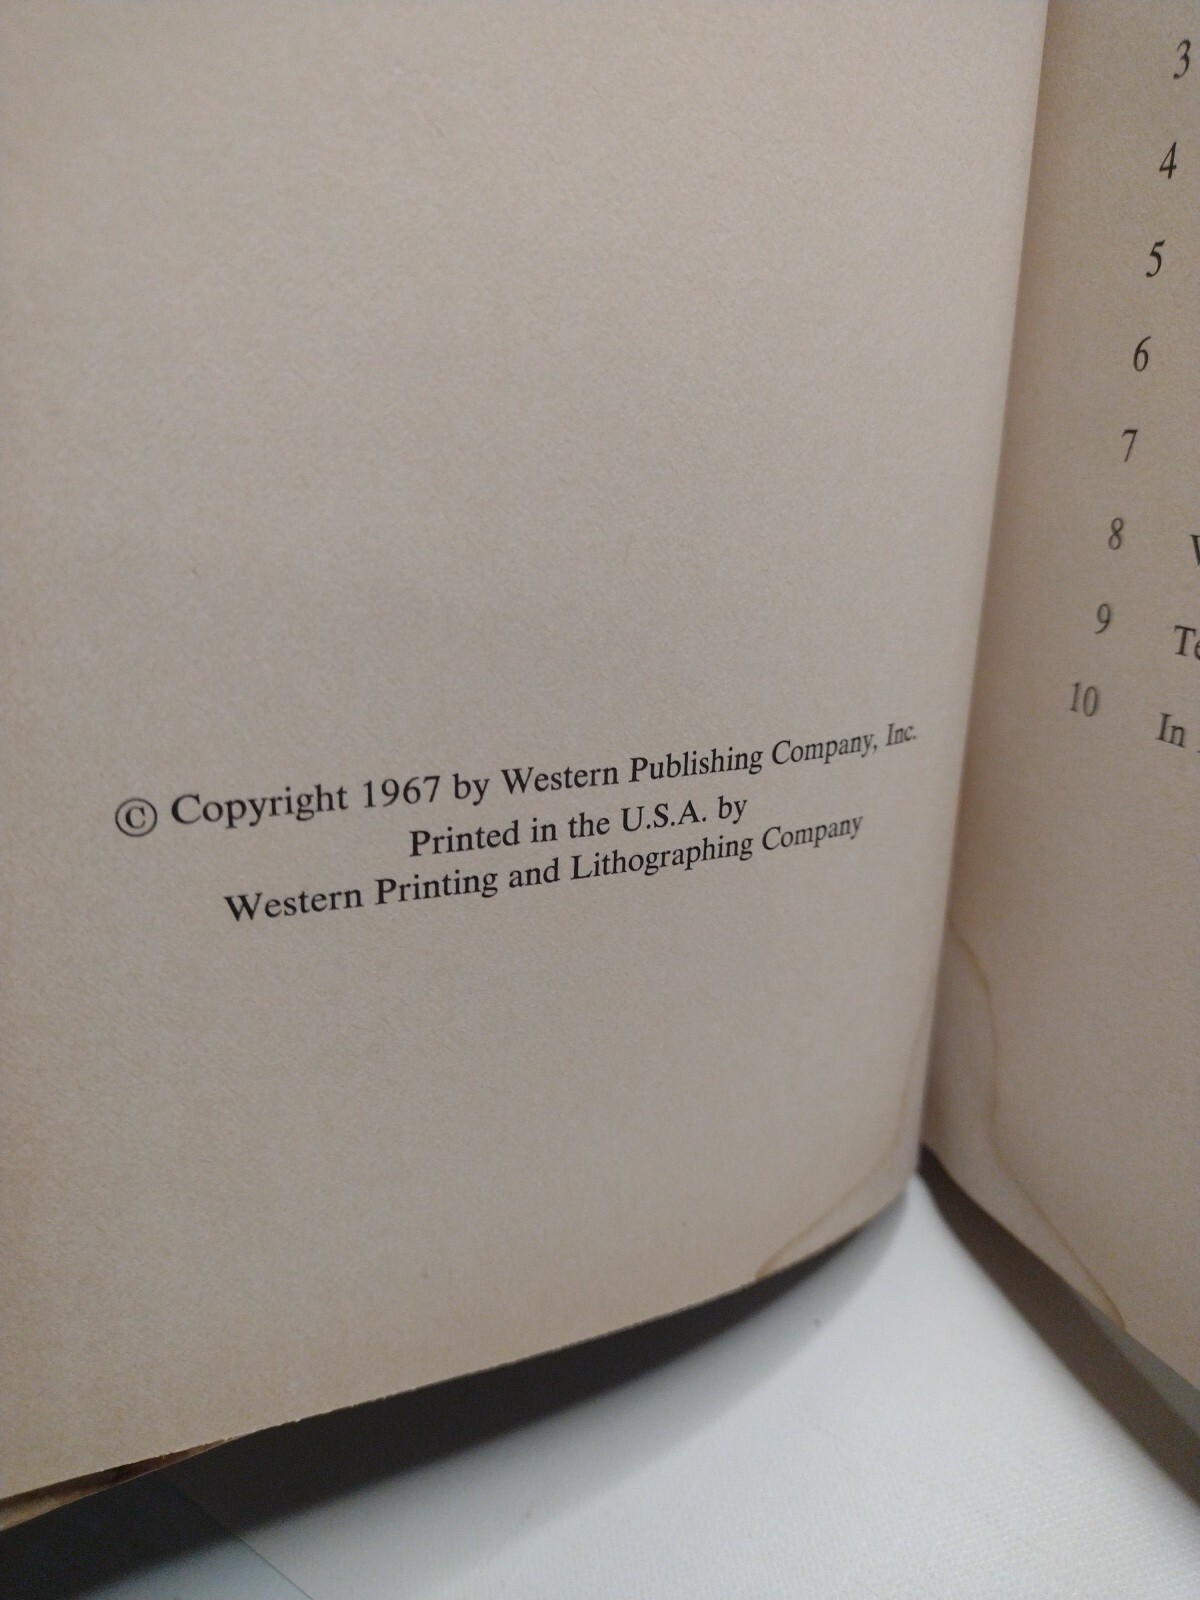 © Copyright 1967 by Western Publishing Company, Inc.
Printed in the U.S.A. by
Western Printing and Lithographing Company
3
4
5
6
7
8
9
10 In